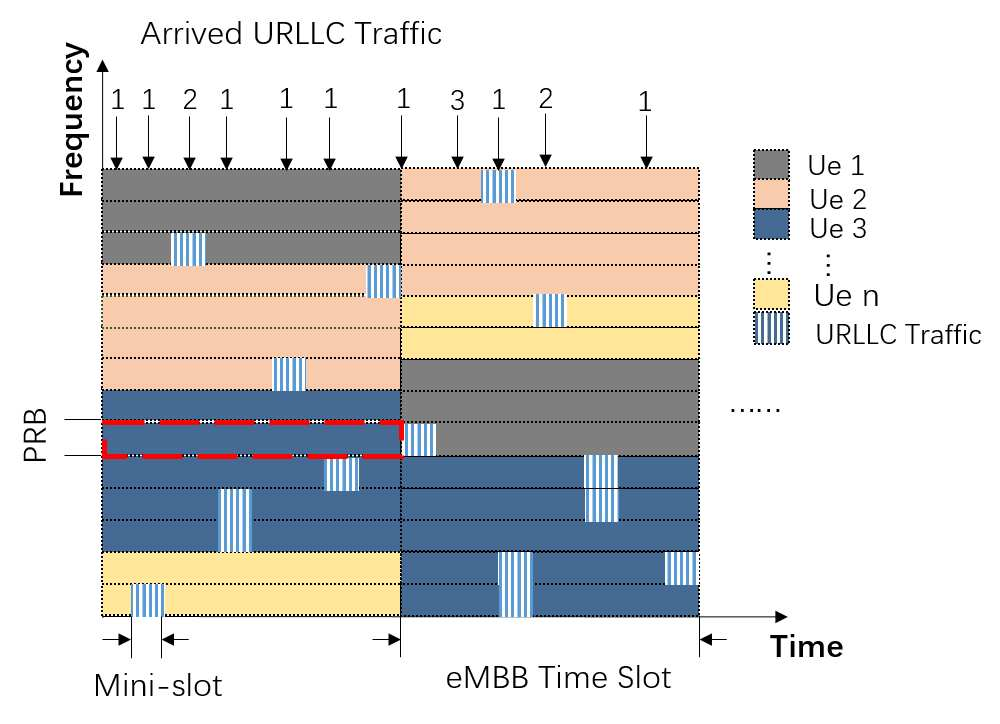 Arrived URLLC Traffic
Frequency
1 1 2 1 1 1 1 3 1 2 1
Ue 1
Ue 2
Ue 3
⋮ ⋮
Ue n
URLLC Traffic
……
PRB
Time
Mini-slot
eMBB Time Slot